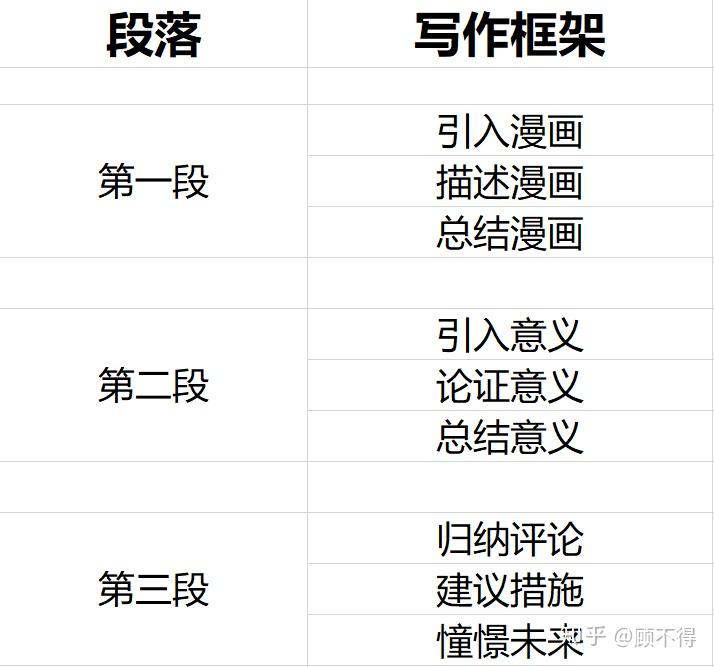 段落 写作框架
引入漫画
第一段 描述漫画
总结漫画
引入意义
第二段 论证意义
总结意义
归纳评论
第三段 建议措施
憧憬未来
知乎 @顾不得